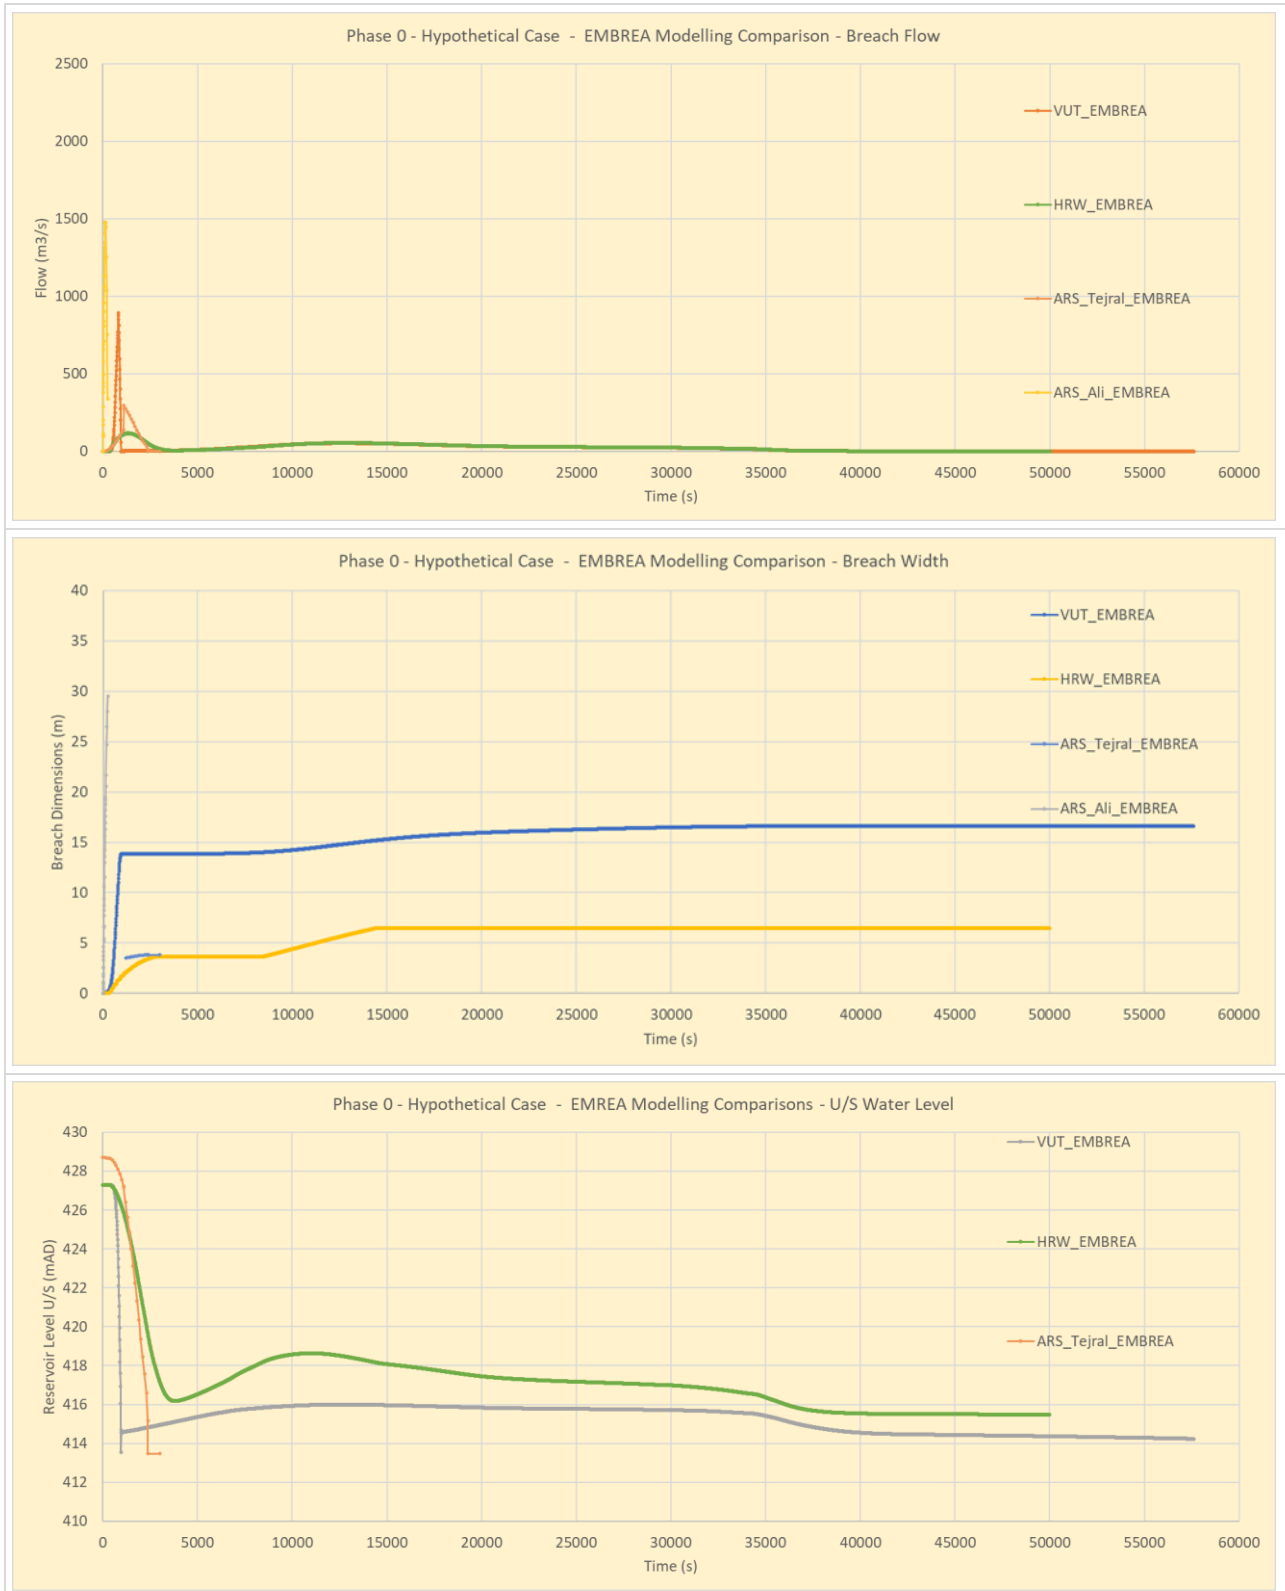 Phase 0 - Hypothetical Case  -  EMBREA Modelling Comparison - Breach Flow
2500
2000
1500
1000
500
0
Flow (m3/s)
VUT_EMBREA
HRW_EMBREA
ARS_Tejral_EMBREA
ARS_Ali_EMBREA
0 5000 10000 15000 20000 25000 30000 35000 40000 45000 50000 55000 60000
Time (s)
Phase 0 - Hypothetical Case  -  EMBREA Modelling Comparison - Breach Width
40
35
30
25
20
15
10
5
0
Breach Dimensions (m)
VUT_EMBREA
HRW_EMBREA
ARS_Tejral_EMBREA
ARS_Ali_EMBREA
0 5000 10000 15000 20000 25000 30000 35000 40000 45000 50000 55000 60000
Time (s)
Phase 0 - Hypothetical Case  -  EMREA Modelling Comparisons - U/S Water Level
430
428
426
424
422
420
418
416
414
412
410
Reservoir Level U/S (mAD)
VUT_EMBREA
HRW_EMBREA
ARS_Tejral_EMBREA
0 5000 10000 15000 20000 25000 30000 35000 40000 45000 50000 55000 60000
Time (s)